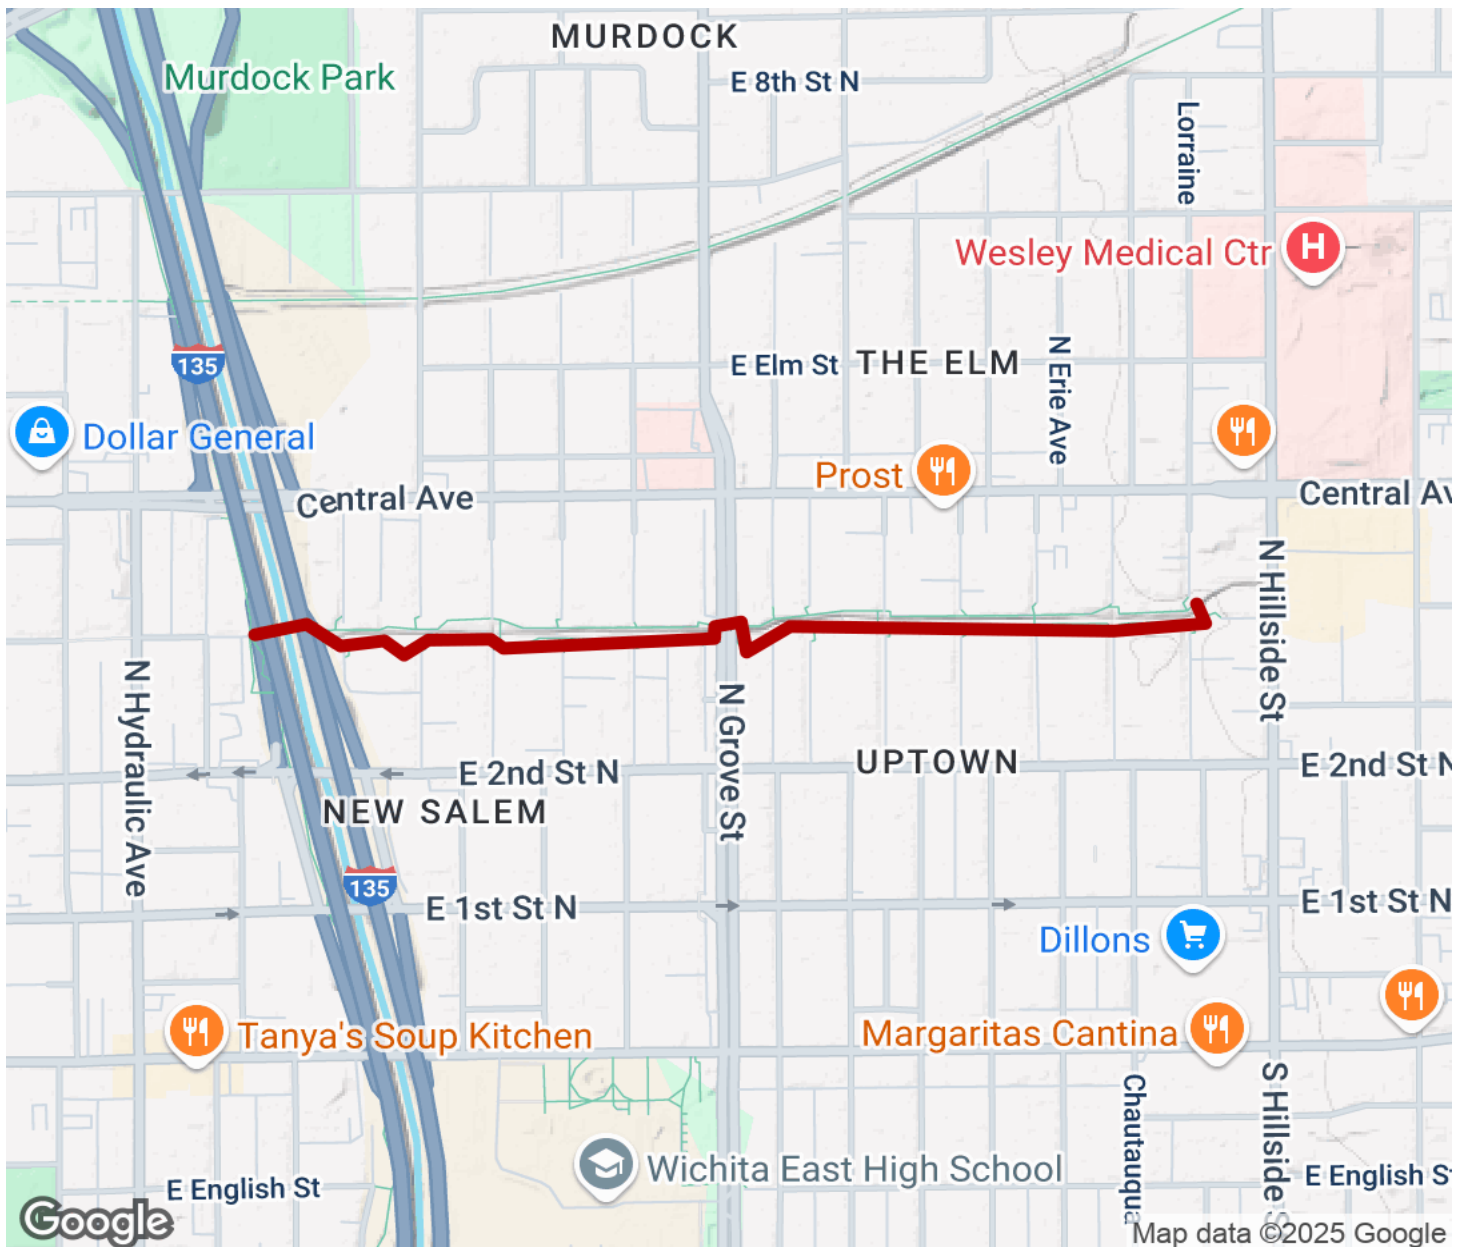 MURDOCK
Murdock Park
E 8th St N
Lorraine
Wesley Medical Ctr
H
135
E Elm St
THE ELM
N Erie Ave
Dollar General
Prost
Central Ave
Central Av
N Hillside St
N Hydraulic Ave
N Grove St
E 2nd St N
UPTOWN
E 2nd St N
NEW SALEM
135
E 1st St N
E 1st St N
Dillons
Tanya's Soup Kitchen
Margaritas Cantina
Chautauqua
S Hillside S
Wichita East High School
E English St
E English S
Google
Map data ©2025 Google